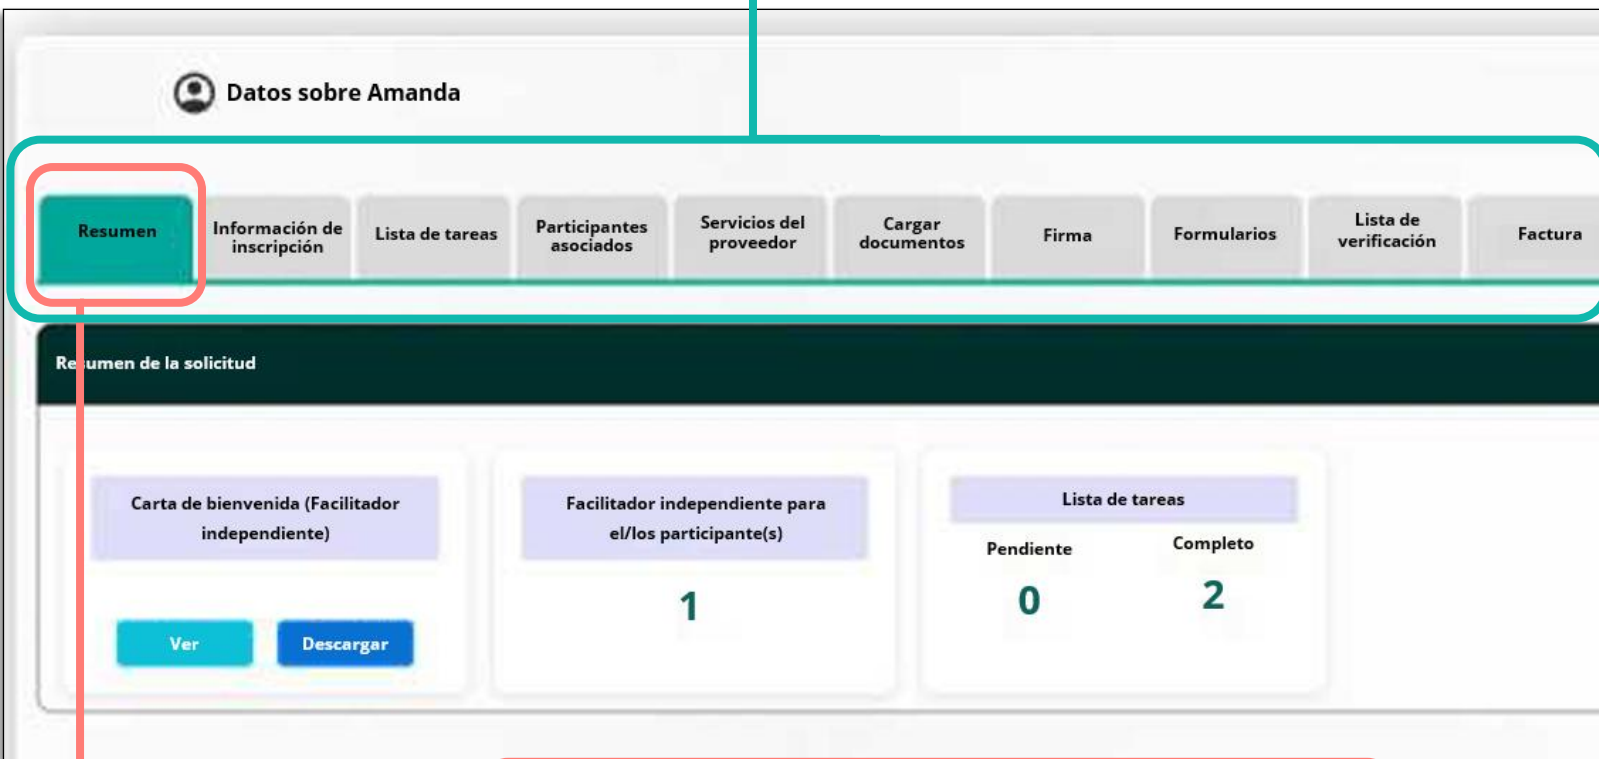 Datos sobre Amanda
Resumen
Información de
inscripción
Lista de tareas
Participantes
asociados
Servicios del
proveedor
Cargar
documentos
Firma
Formularios
Lista de
verificación
Factura
Resumen de la solicitud
Carta de bienvenida (Facilitador
independiente)
Ver
Descargar
Facilitador independiente para
el/los participante(s)
1
Lista de tareas
Pendiente
Completo
0
2